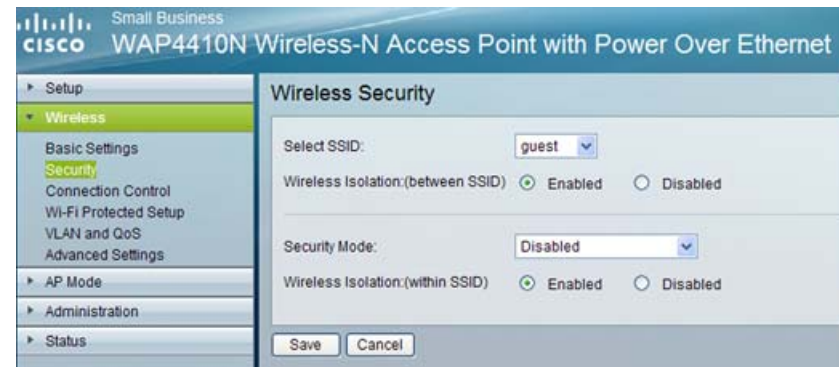 Small Business
CISCO WAP4410N Wireless-N Access Point with Power Over Ethernet
Setup
Wireless
Basic Settings
Security
Connection Control
Wi-Fi Protected Setup
VLAN and QoS
Advanced Settings
AP Mode
Administration
Status
Wireless Security
Select SSID: guest
Wireless Isolation:(between SSID) Enabled Disabled
Security Mode: Disabled
Wireless Isolation:(within SSID) Enabled Disabled
Save Cancel